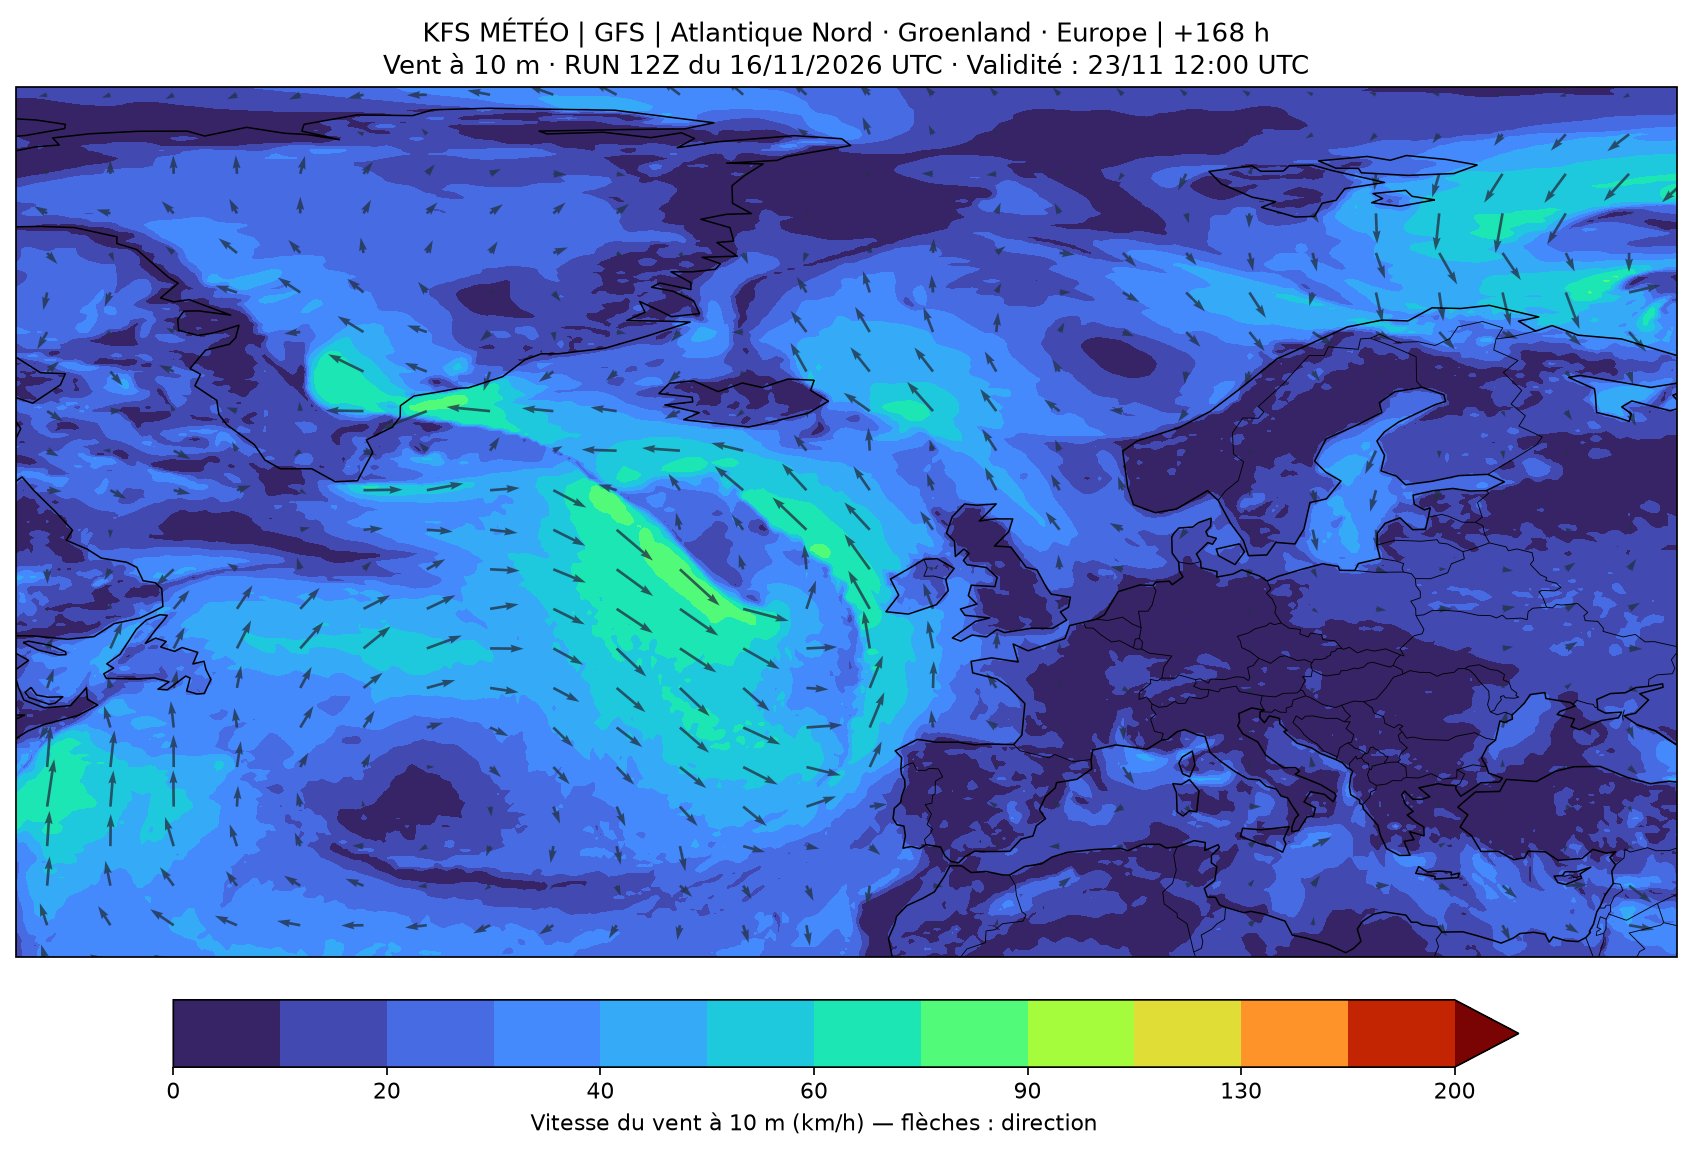 KFS MÉTÉO | GFS | Atlantique Nord · Groenland · Europe | +168 h
Vent à 10 m · RUN 12Z du 16/11/2026 UTC · Validité : 23/11 12:00 UTC
0 20 40 60 90 130 200
Vitesse du vent à 10 m (km/h) — flèches : direction